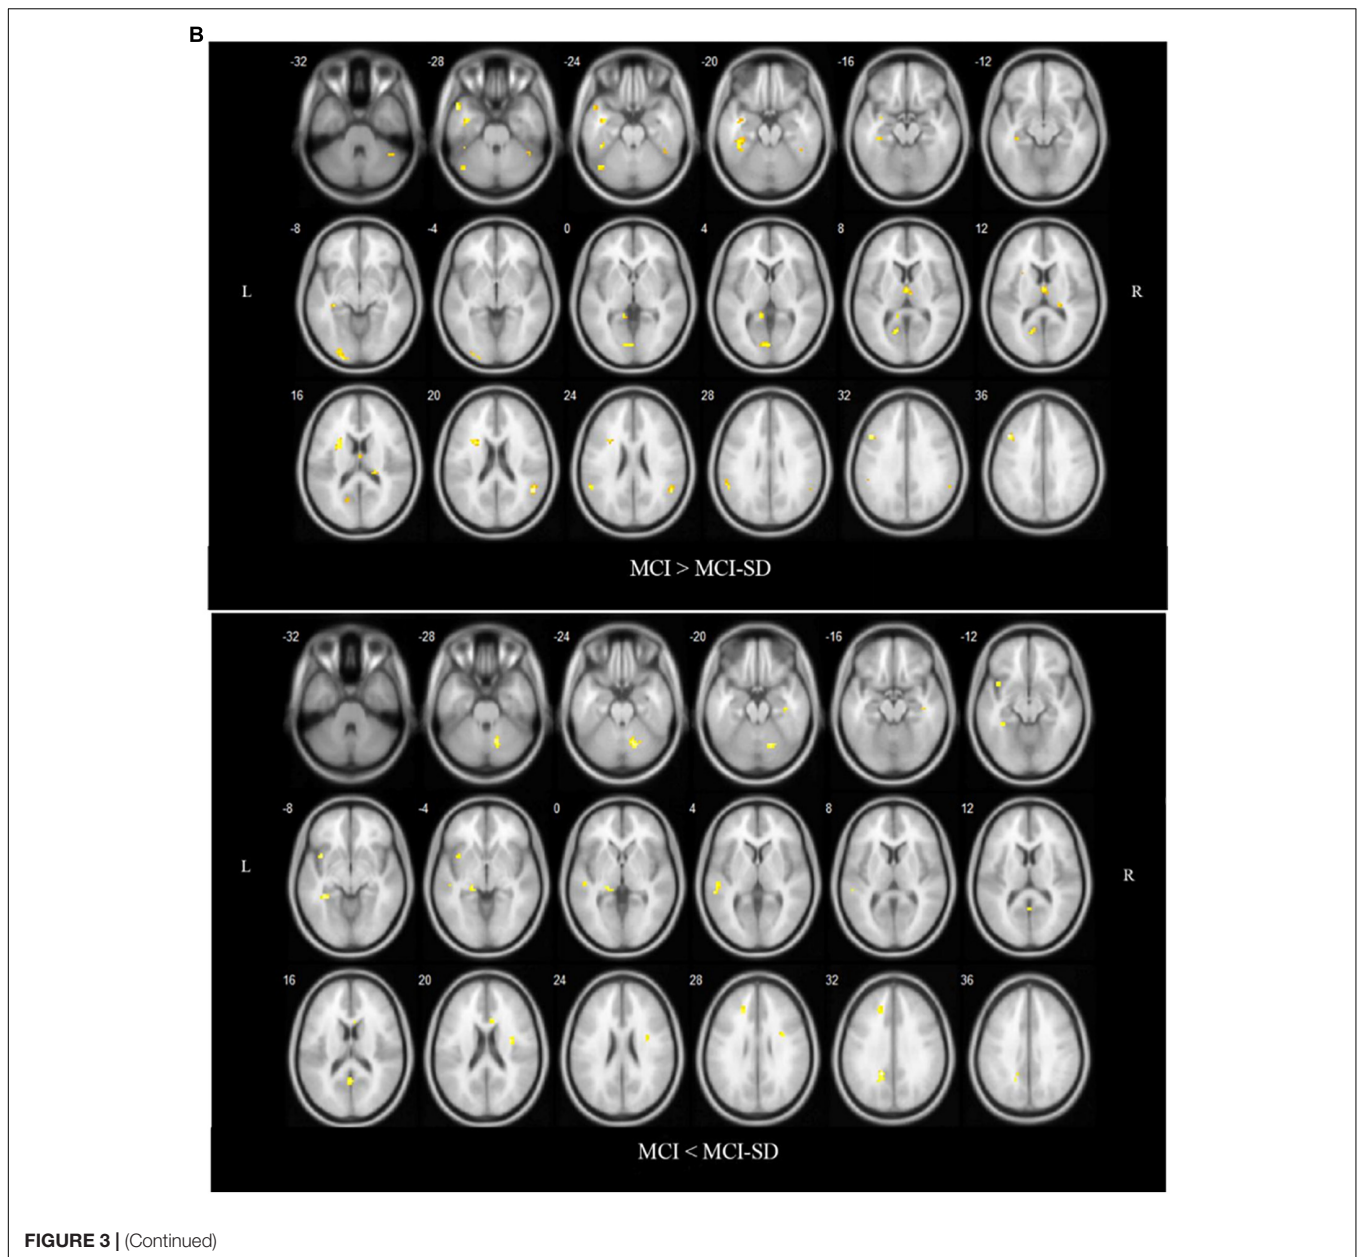 B
-32 -28 -24 -20 -16 -12
-8 -4 0 4 8 12
L R
16 20 24 28 32 36
MCI > MCI-SD
-32 -28 -24 -20 -16 -12
-8 -4 0 4 8 12
L R
16 20 24 28 32 36
MCI < MCI-SD
FIGURE 3 | (Continued)